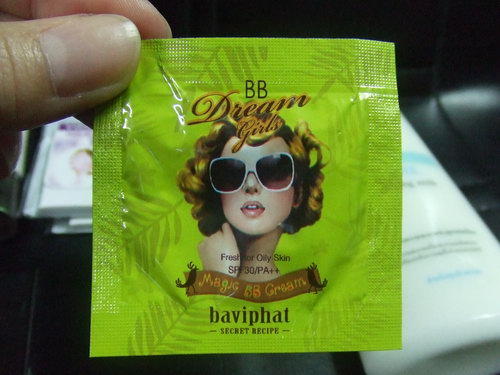 BB
Dream
Girls
Fresh for Oily Skin
SPF30/PA++
Magic BB Cream
baviphat
— SECRET RECIPE —